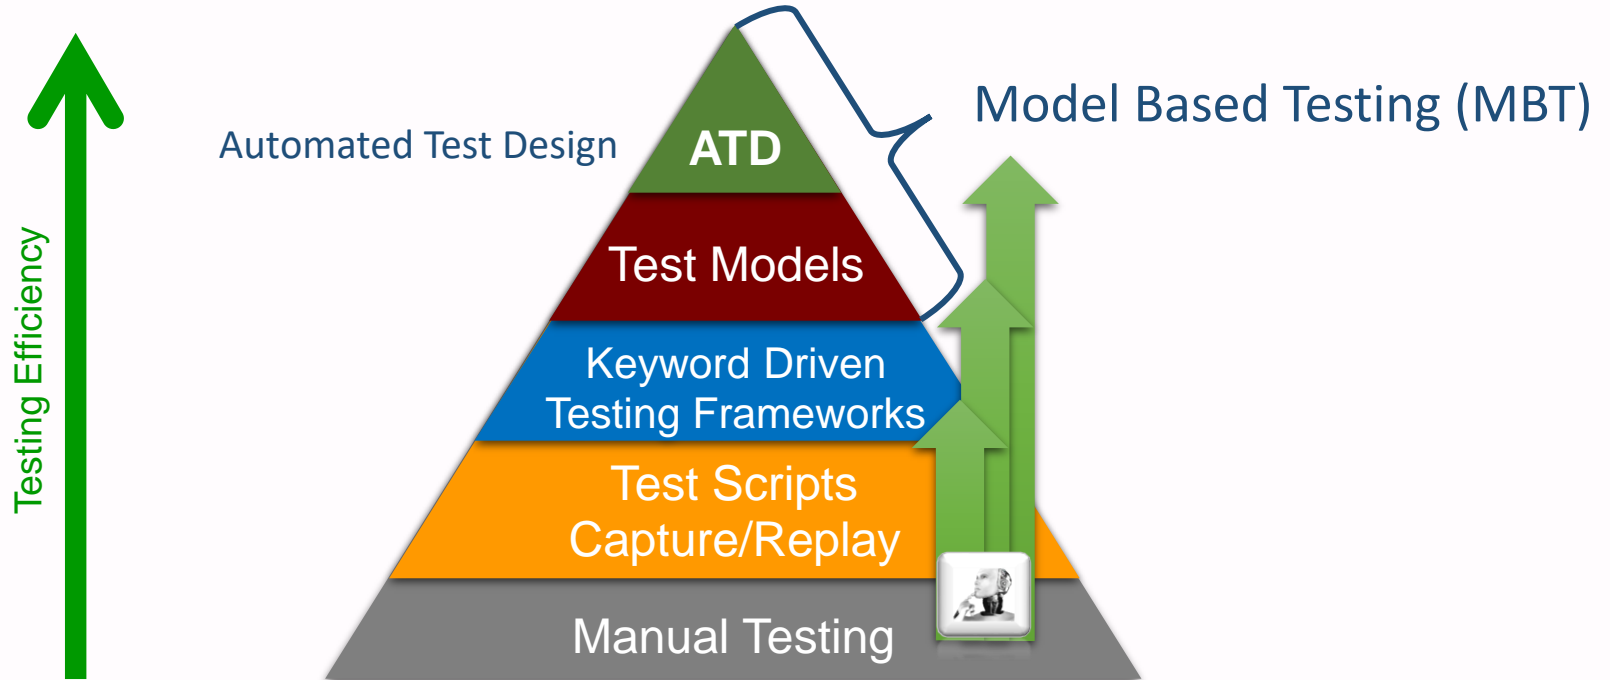 Model Based Testing (MBT)
Automated Test Design
ATD
Test Models
Keyword Driven
Testing Frameworks
Test Scripts
Capture/Replay
Manual Testing
Testing Efficiency